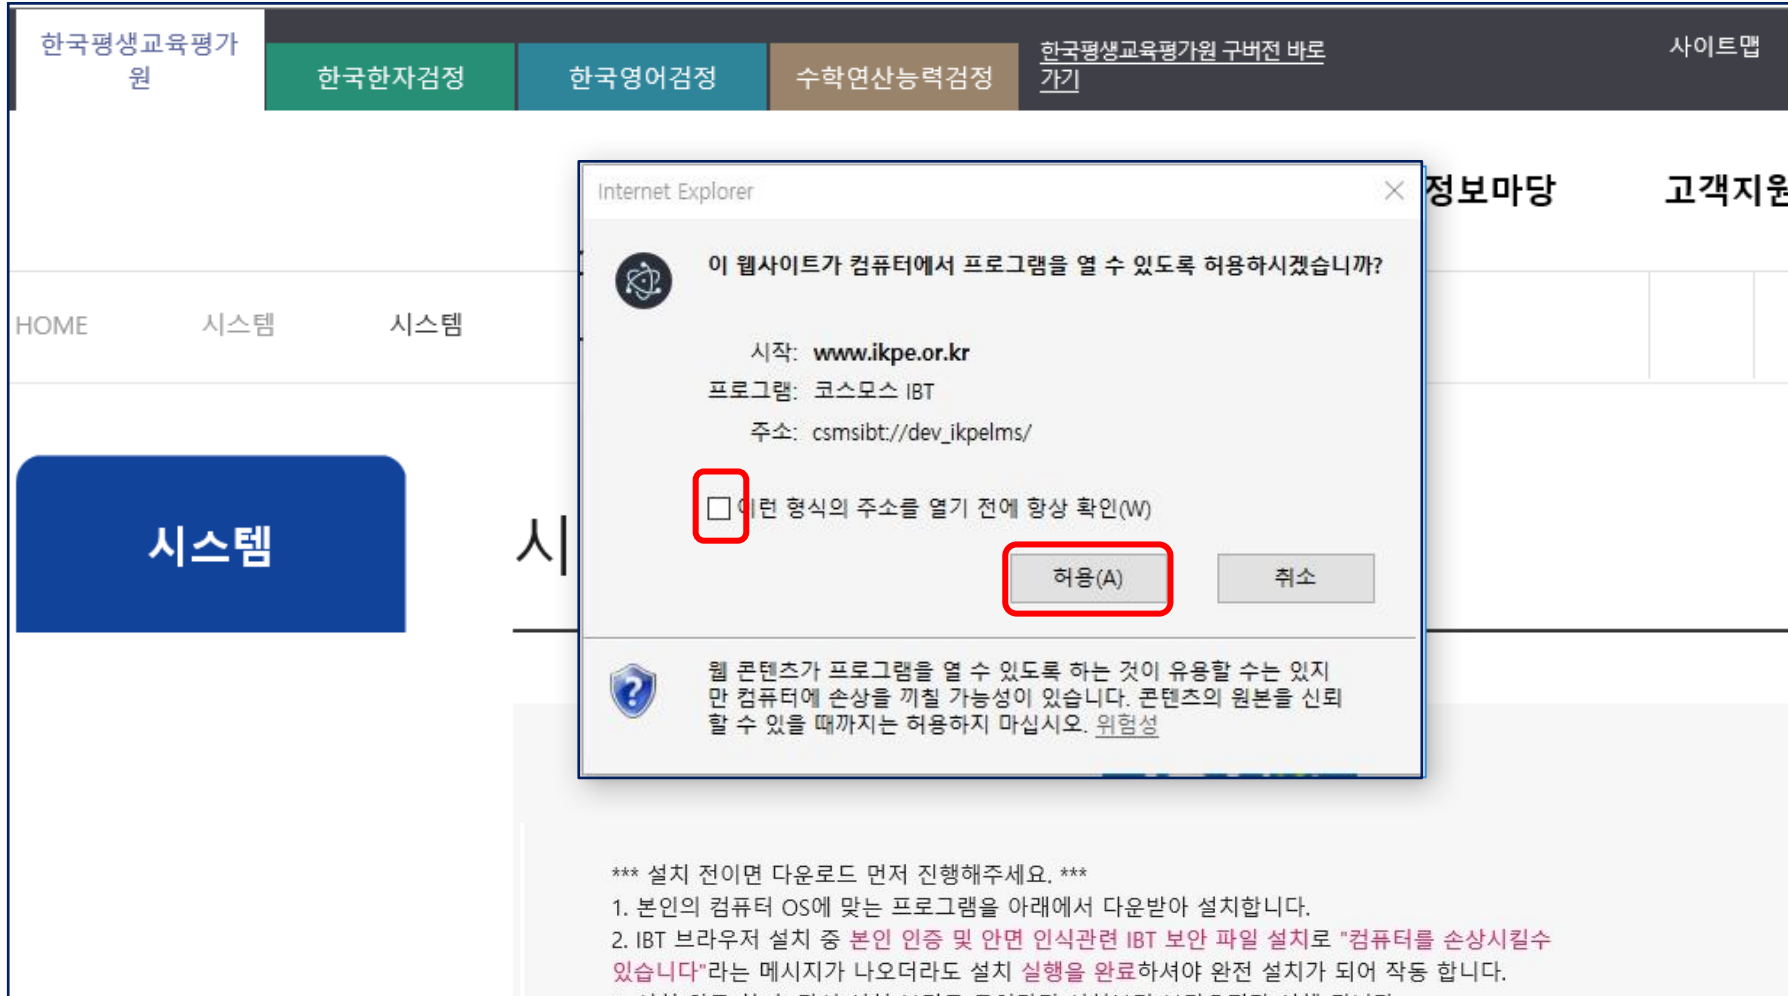 한국평생교육평가
원
한국한자검정
한국영어검정
수학연산능력검정
한국평생교육평가원 구버전 바로
가기
사이트맵
정보마당
고객지원
HOME
시스템
시스템
시스템
시
Internet Explorer
이 웹사이트가 컴퓨터에서 프로그램을 열 수 있도록 허용하시겠습니까?
시작: www.ikpe.or.kr
프로그램: 코스모스 IBT
주소: csmsibt://dev_ikpelms/
이런 형식의 주소를 열기 전에 항상 확인(W)
허용(A)
취소
웹 콘텐츠가 프로그램을 열 수 있도록 하는 것이 유용할 수는 있지
만 컴퓨터에 손상을 끼칠 가능성이 있습니다. 콘텐츠의 원본을 신뢰
할 수 있을 때까지는 허용하지 마십시오. 위험성
*** 설치 전이면 다운로드 먼저 진행해주세요. ***
1. 본인의 컴퓨터 OS에 맞는 프로그램을 아래에서 다운받아 설치합니다.
2. IBT 브라우저 설치 중 본인 인증 및 안면 인식관련 IBT 보안 파일 설치로 "컴퓨터를 손상시킬수
있습니다"라는 메시지가 나오더라도 설치 실행을 완료하셔야 완전 설치가 되어 작동 합니다.